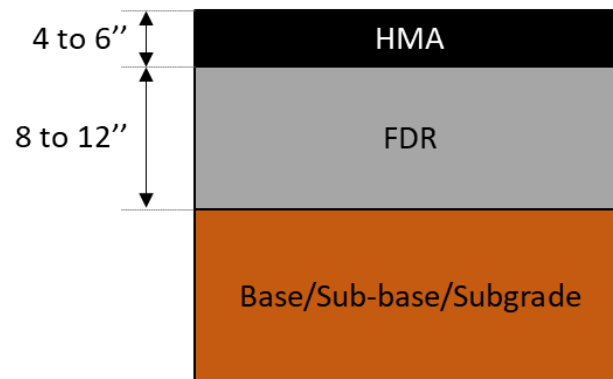 4 to 6’’
HMA
8 to 12’’
FDR
Base/Sub-base/Subgrade